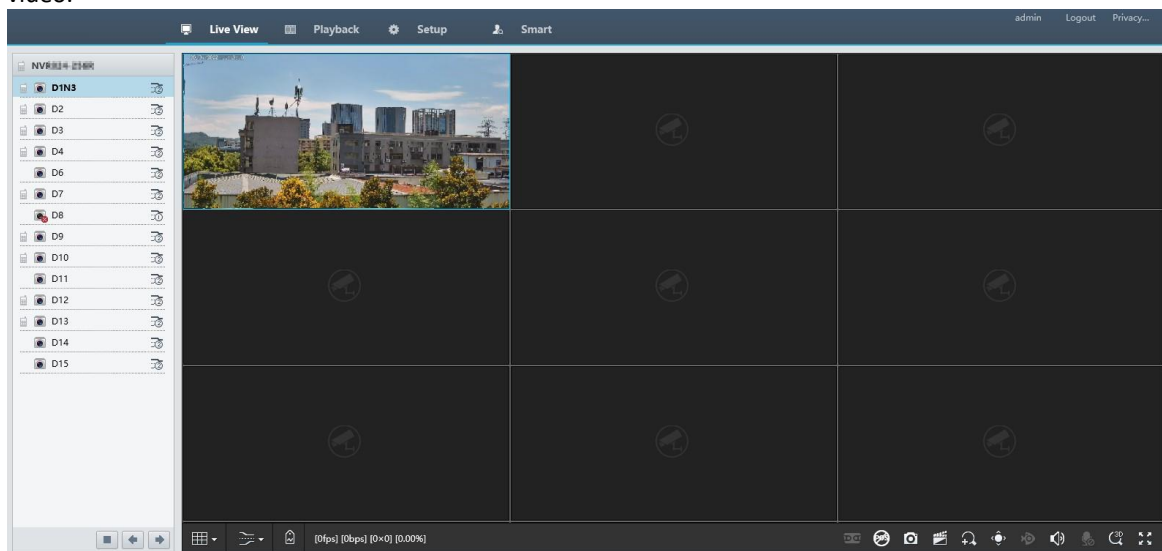 video.
admin Logout Privacy...
Live View Playback Setup Smart
NVR
D1N3
D2
D3
D4
D6
D7
D8
D9
D10
D11
D12
D13
D14
D15
[0fps] [0bps] [0×0] [0.00%]